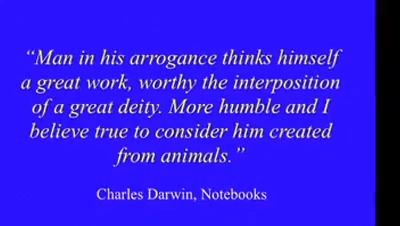 “Man in his arrogance thinks himself
a great work, worthy the interposition
of a great deity. More humble and I
believe true to consider him created
from animals.”
Charles Darwin, Notebooks